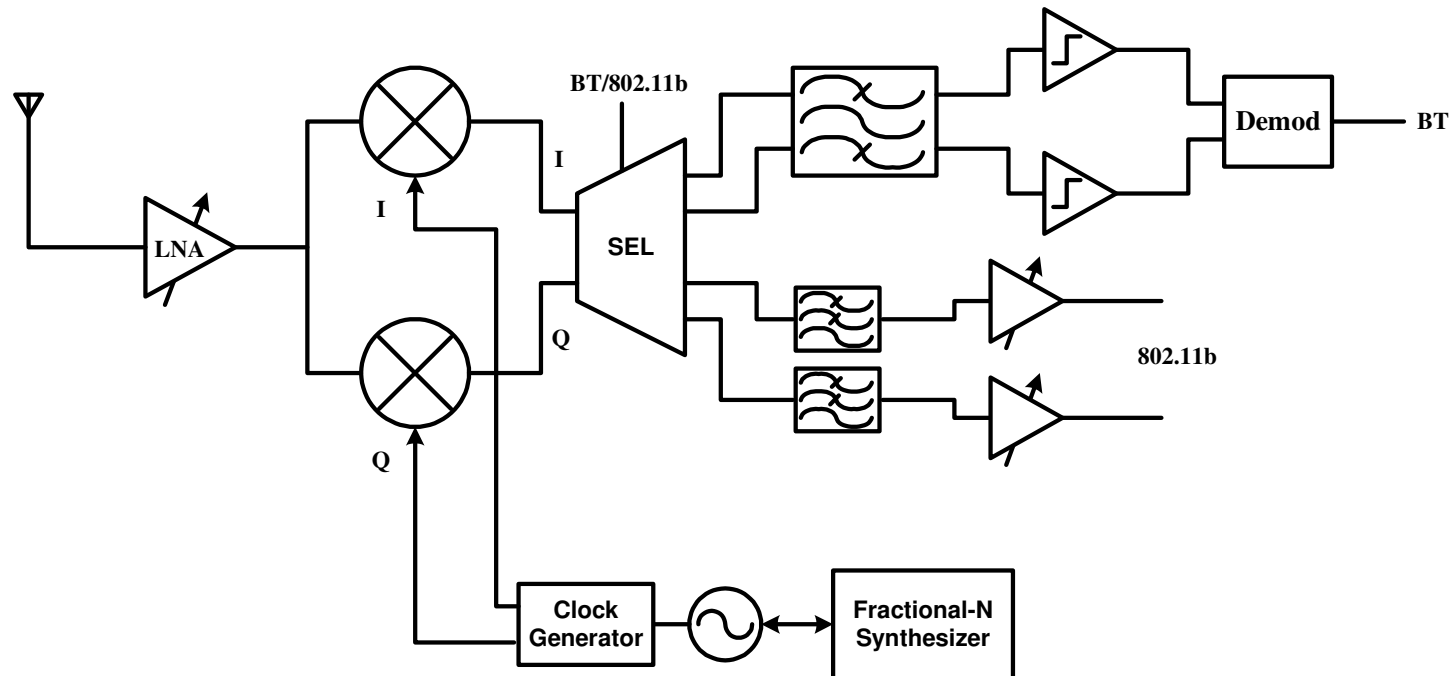 BT/802.11b
Demod
BT
I
I
LNA
SEL
Q
802.11b
Q
Clock
Generator
Fractional-N
Synthesizer